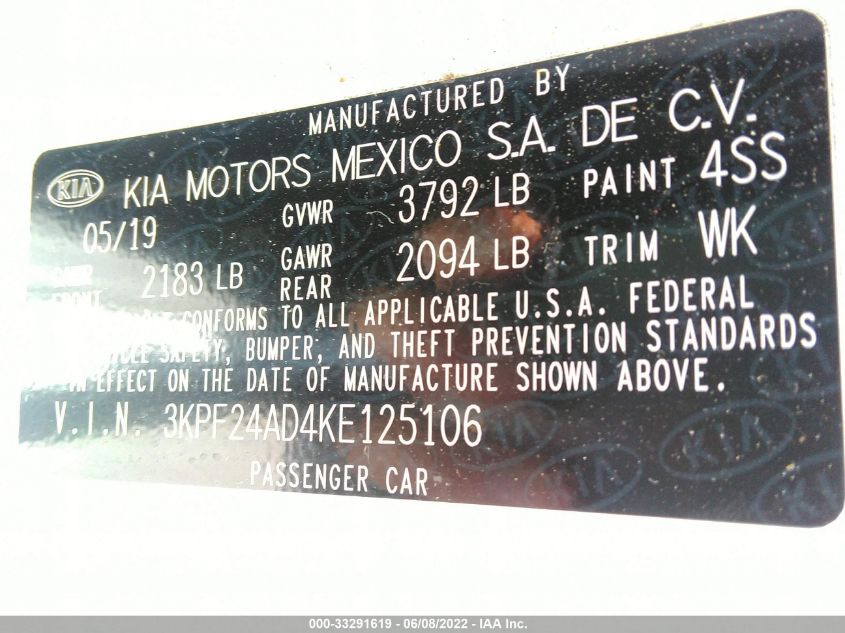 MANUFACTURED BY
KIA KIA MOTORS MEXICO S.A. DE C.V.
05/19 GVWR 3792 LB PAINT 4SS
2183 LB GAWR REAR 2094 LB TRIM WK
CONFORMS TO ALL APPLICABLE U.S.A. FEDERAL
SAFETY, BUMPER, AND THEFT PREVENTION STANDARDS
IN EFFECT ON THE DATE OF MANUFACTURE SHOWN ABOVE.
V.I.N. 3KPF24AD4KE125106
PASSENGER CAR
000-33291619 - 06/08/2022 - IAA Inc.